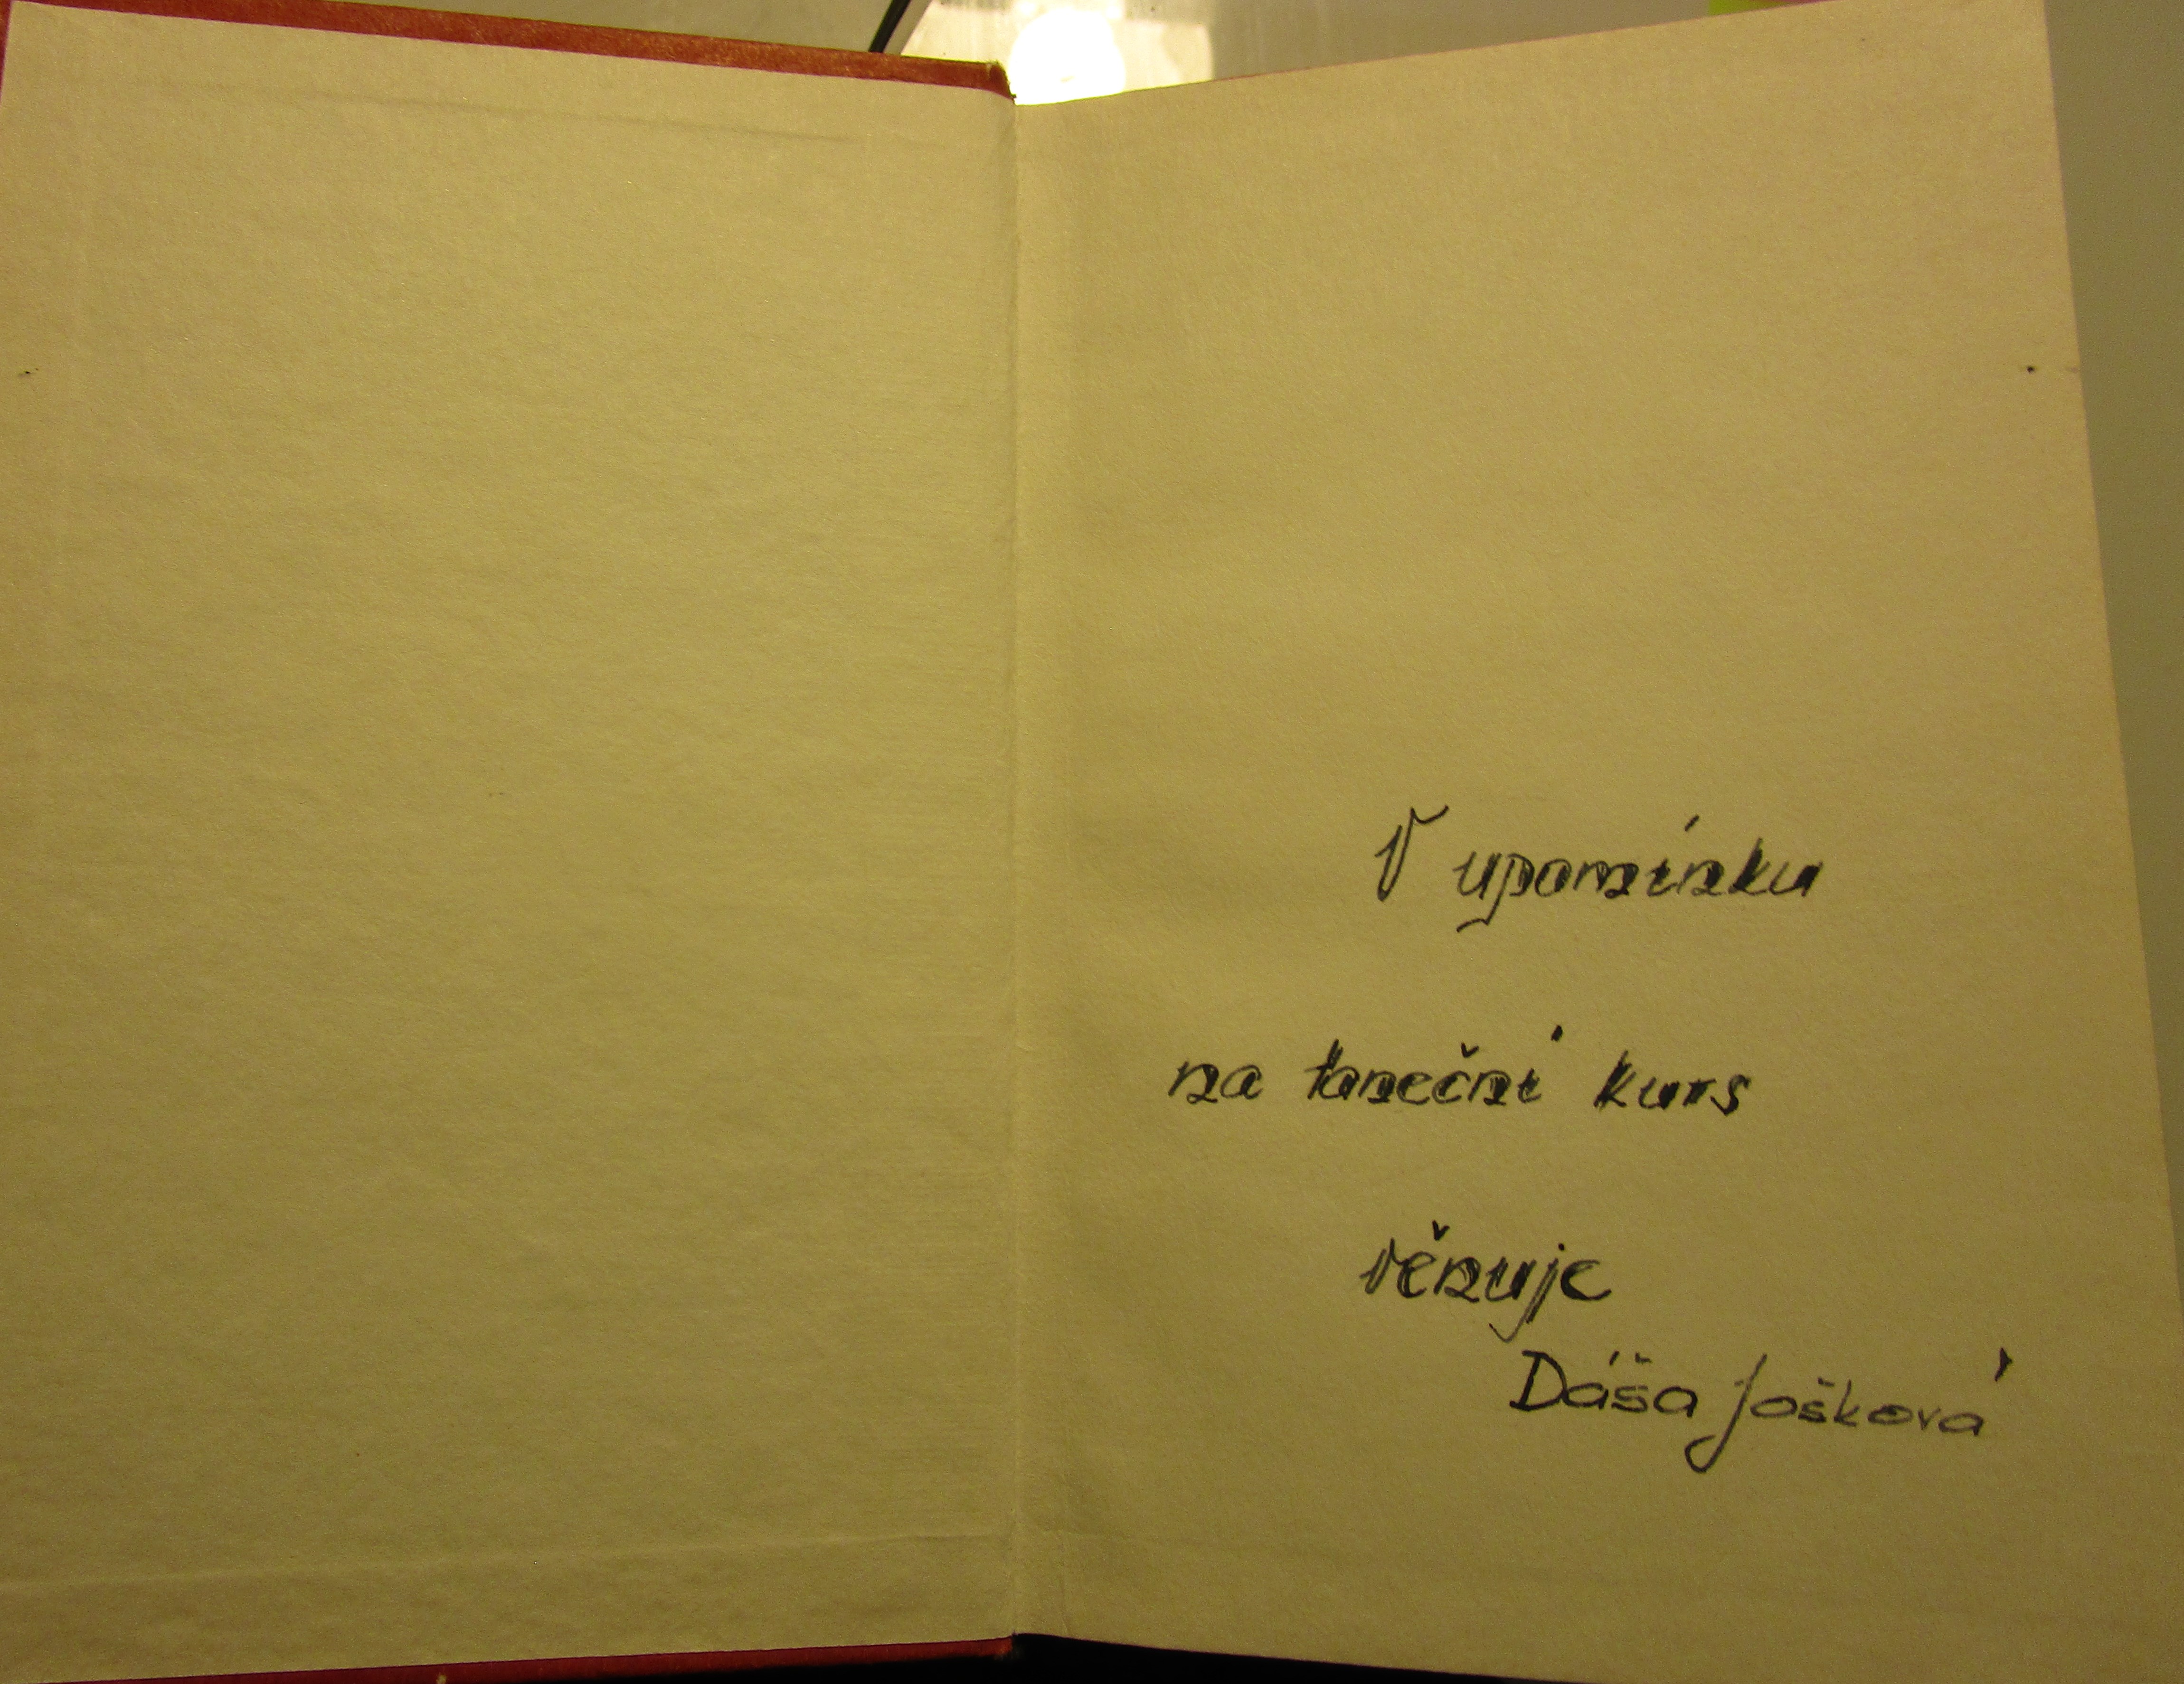 V upomínku
na taneční kurs
věnuje
Dáša Jošková